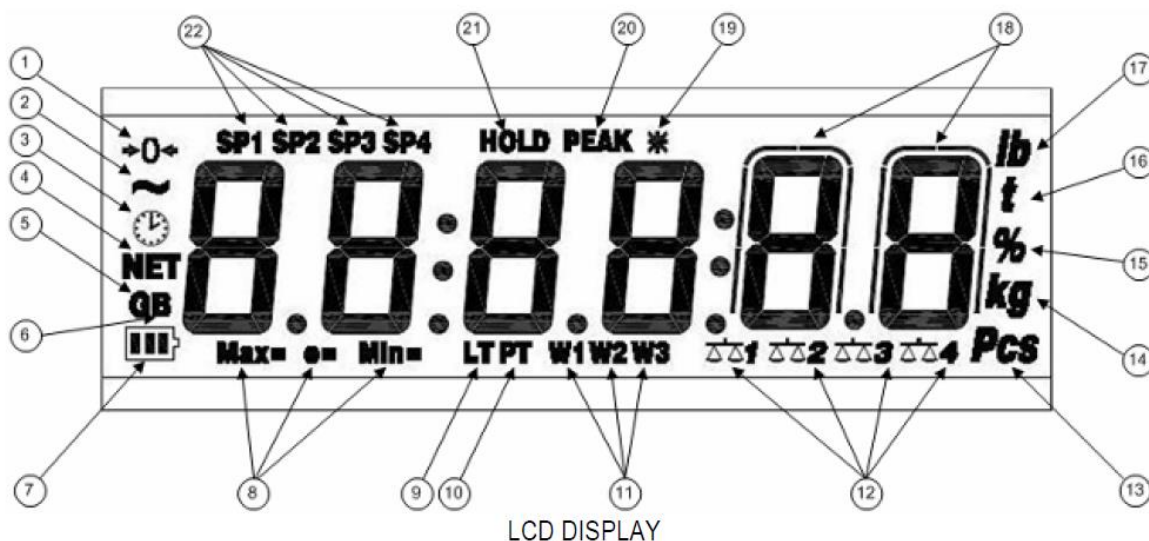 22 21 20 19 18
1 17
2 SP1 SP2 SP3 SP4 HOLD PEAK lb
→0←
3 ~ t 16
4 NET % 15
5 GB kg 14
6
Max= e= Min= LT PT W1 W2 W3 1 2 3 4 Pcs
7 8 9 10 11 12 13
LCD DISPLAY